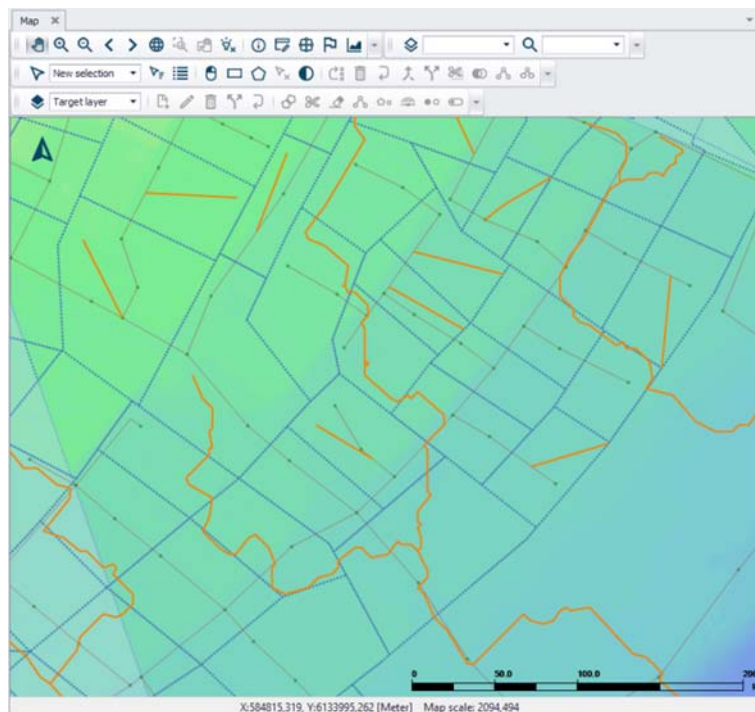 Map
New selection
Target layer
0 50.0 100.0 200
X:584815,319, Y:6133995,262 [Meter] Map scale: 2094,494